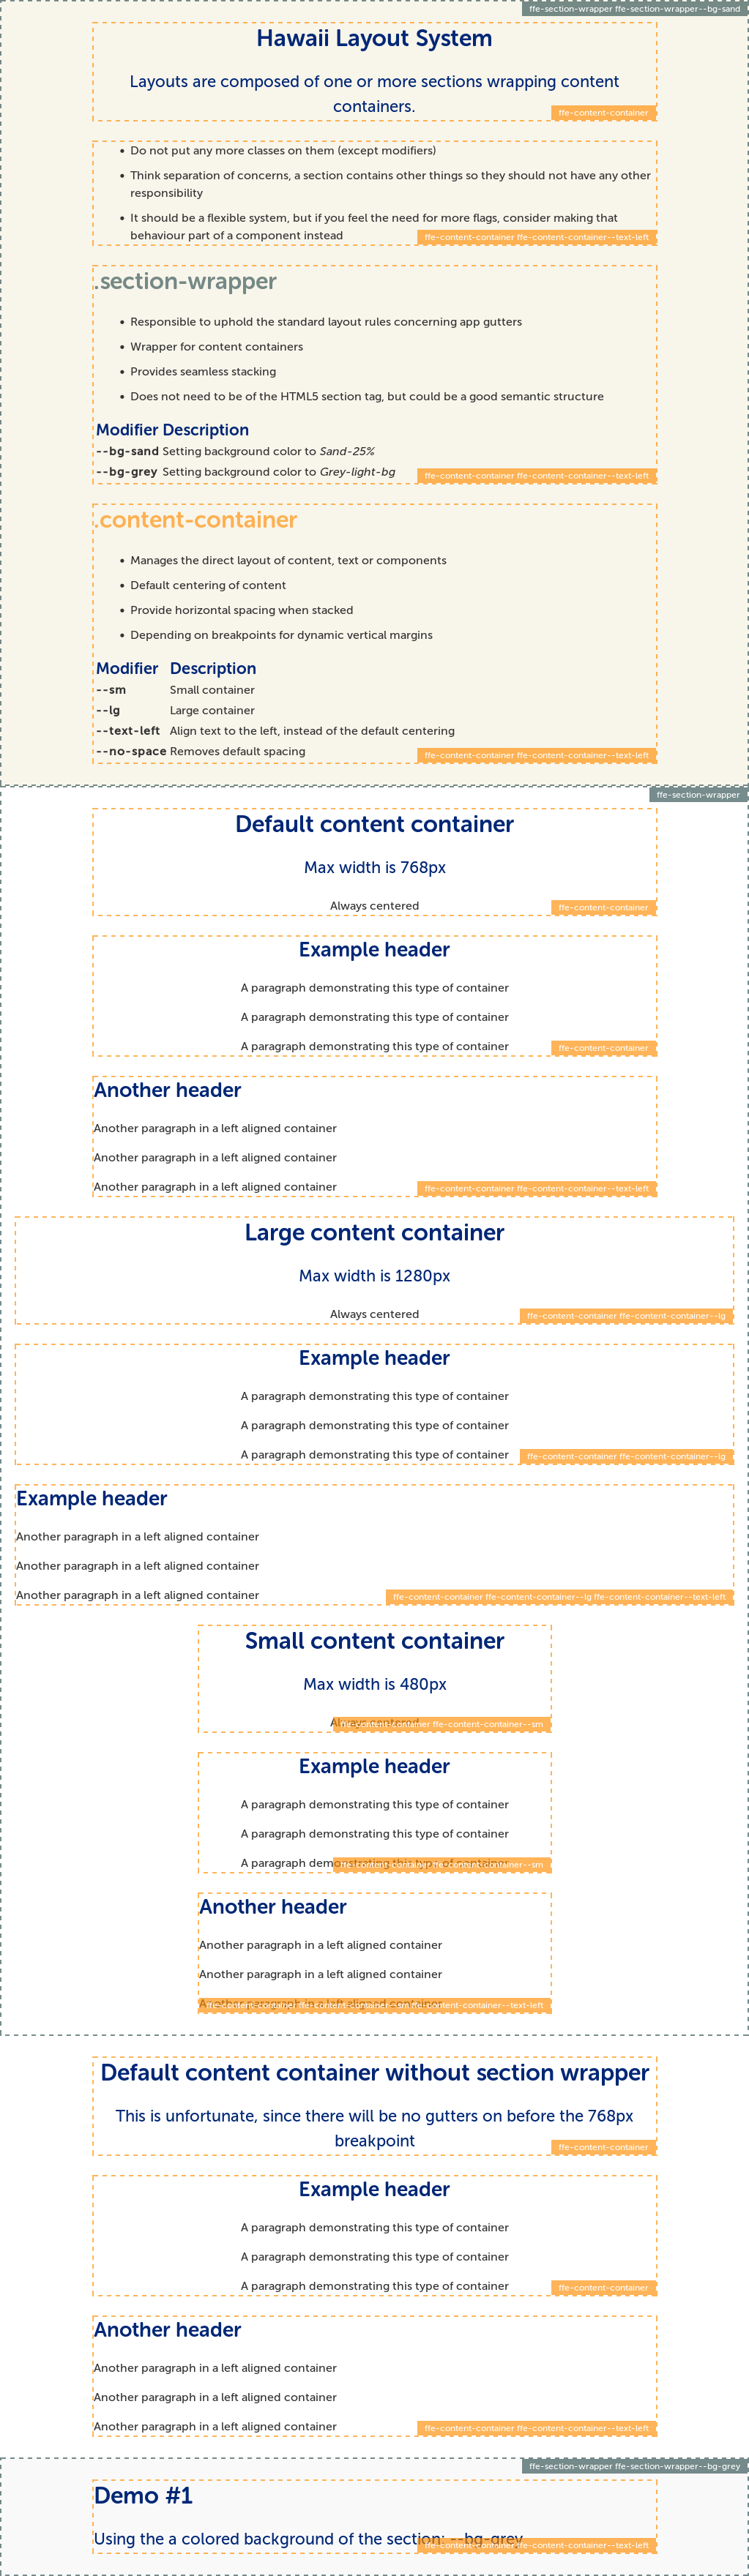 ffe-section-wrapper ffe-section-wrapper--bg-sand
Hawaii Layout System
Layouts are composed of one or more sections wrapping content
containers.
ffe-content-container
Do not put any more classes on them (except modifiers)
Think separation of concerns, a section contains other things so they should not have any other
responsibility
It should be a flexible system, but if you feel the need for more flags, consider making that
behaviour part of a component instead
ffe-content-container ffe-content-container--text-left
.section-wrapper
Responsible to uphold the standard layout rules concerning app gutters
Wrapper for content containers
Provides seamless stacking
Does not need to be of the HTML5 section tag, but could be a good semantic structure
Modifier Description
--bg-sand Setting background color to Sand-25%
--bg-grey Setting background color to Grey-light-bg
ffe-content-container ffe-content-container--text-left
.content-container
Manages the direct layout of content, text or components
Default centering of content
Provide horizontal spacing when stacked
Depending on breakpoints for dynamic vertical margins
Modifier Description
--sm Small container
--lg Large container
--text-left Align text to the left, instead of the default centering
--no-space Removes default spacing
ffe-content-container ffe-content-container--text-left
ffe-section-wrapper
Default content container
Max width is 768px
Always centered
ffe-content-container
Example header
A paragraph demonstrating this type of container
A paragraph demonstrating this type of container
A paragraph demonstrating this type of container
ffe-content-container
Another header
Another paragraph in a left aligned container
Another paragraph in a left aligned container
Another paragraph in a left aligned container
ffe-content-container ffe-content-container--text-left
Large content container
Max width is 1280px
Always centered
ffe-content-container ffe-content-container--lg
Example header
A paragraph demonstrating this type of container
A paragraph demonstrating this type of container
A paragraph demonstrating this type of container
ffe-content-container ffe-content-container--lg
Example header
Another paragraph in a left aligned container
Another paragraph in a left aligned container
Another paragraph in a left aligned container
ffe-content-container ffe-content-container--lg ffe-content-container--text-left
Small content container
Max width is 480px
Always centered
ffe-content-container ffe-content-container--sm
Example header
A paragraph demonstrating this type of container
A paragraph demonstrating this type of container
A paragraph demonstrating this type of container
ffe-content-container ffe-content-container--sm
Another header
Another paragraph in a left aligned container
Another paragraph in a left aligned container
Another paragraph in a left aligned container
ffe-content-container ffe-content-container--sm ffe-content-container--text-left
Default content container without section wrapper
This is unfortunate, since there will be no gutters on before the 768px
breakpoint
ffe-content-container
Example header
A paragraph demonstrating this type of container
A paragraph demonstrating this type of container
A paragraph demonstrating this type of container
ffe-content-container
Another header
Another paragraph in a left aligned container
Another paragraph in a left aligned container
Another paragraph in a left aligned container
ffe-content-container ffe-content-container--text-left
ffe-section-wrapper ffe-section-wrapper--bg-grey
Demo #1
Using the a colored background of the section: --bg-grey
ffe-content-container ffe-content-container--text-left